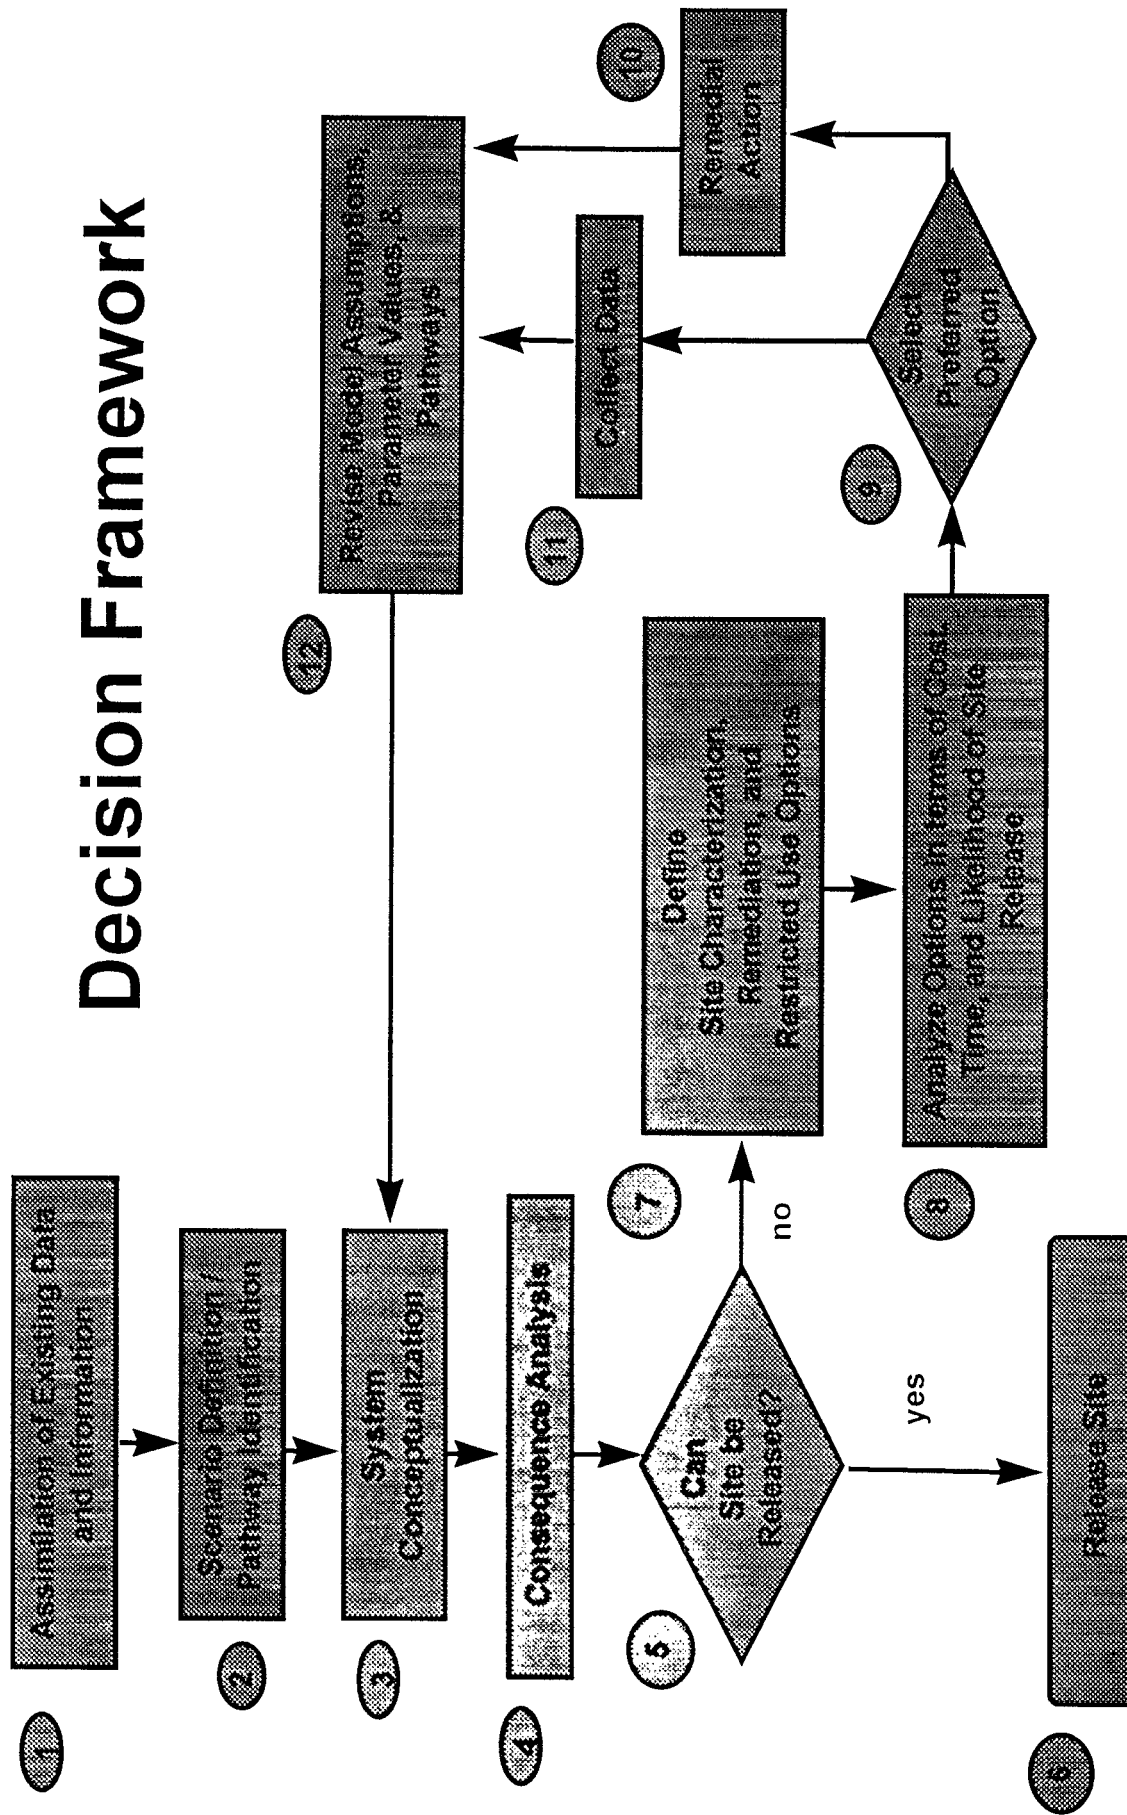 Decision Framework
1
Assimilation of Existing Data
and Information
2
Scenario Definition /
Pathway Identification
3
System
Conceptualization
4
Consequence Analysis
5
Can
Site be
Released?
yes
no
6
Release Site
7
Define
Site Characterization,
Remediation, and
Restricted Use Options
8
Analyze Options in terms of Cost,
Time, and Likelihood of Site
Release
9
Select
Preferred
Option
10
Remedial
Action
11
Collect Data
12
Revise Model Assumptions,
Parameter Values, &
Pathways